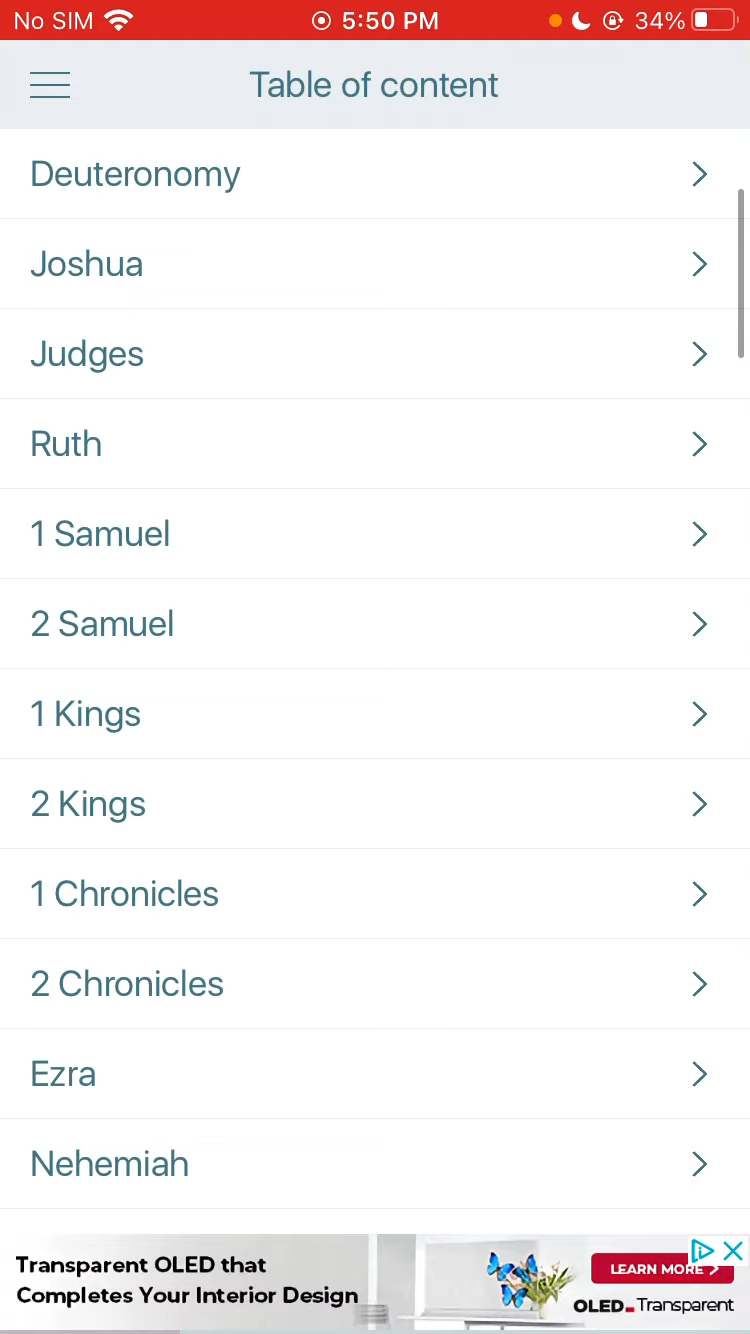 No SIM 5:50 PM 34%
Table of content
Deuteronomy
Joshua
Judges
Ruth
1 Samuel
2 Samuel
1 Kings
2 Kings
1 Chronicles
2 Chronicles
Ezra
Nehemiah
Transparent OLED that
Completes Your Interior Design
LEARN MORE
OLED Transparent